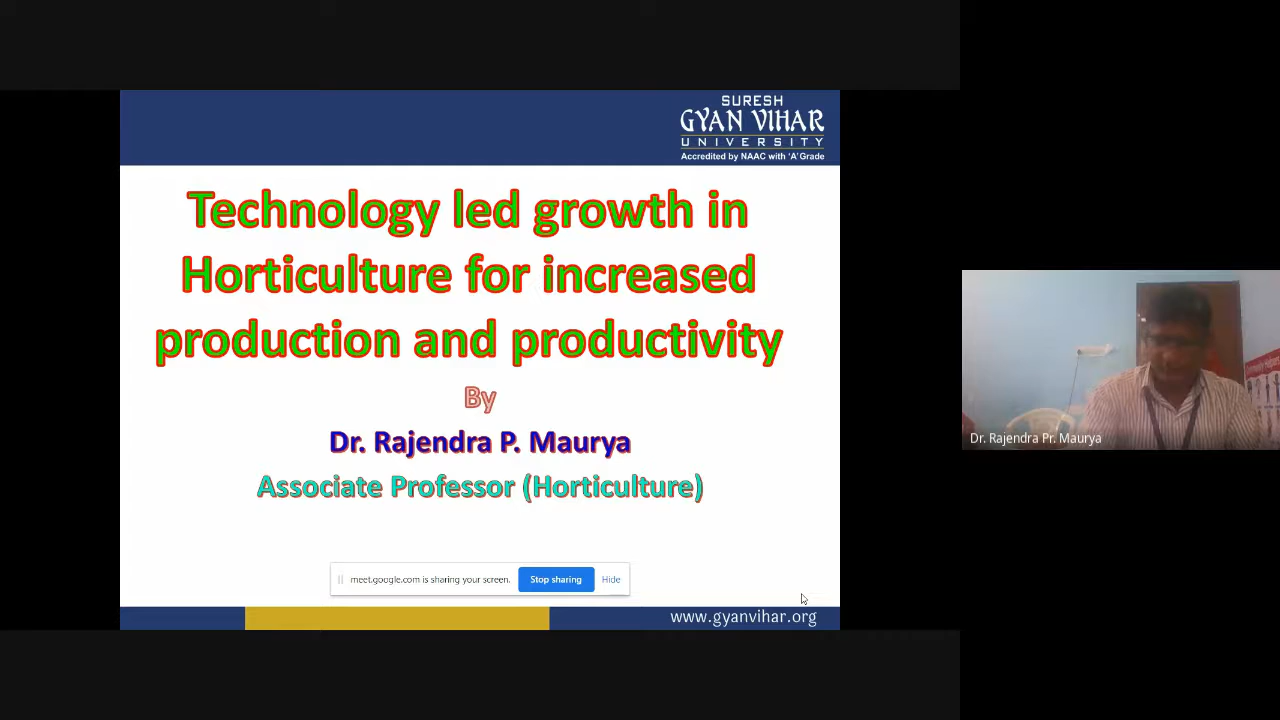 SURESH
GYAN VIHAR
UNIVERSITY
Accredited by NAAC with 'A' Grade
Technology led growth in
Horticulture for increased
production and productivity
By
Dr. Rajendra P. Maurya
Associate Professor (Horticulture)
meet.google.com is sharing your screen. Stop sharing Hide
www.gyanvihar.org
Dr. Rajendra Pr. Maurya